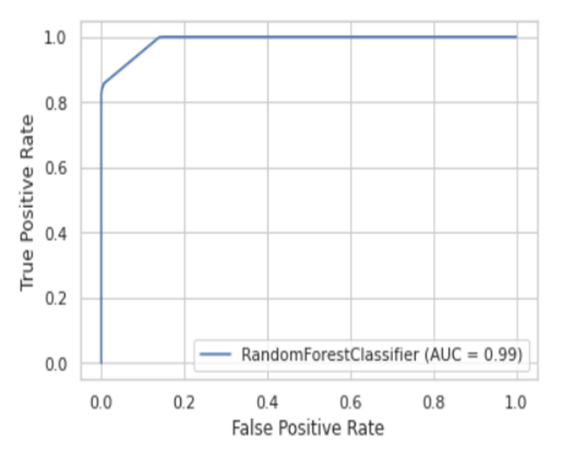 1.0
0.8
0.6
0.4
0.2
0.0
True Positive Rate
RandomForestClassifier (AUC = 0.99)
0.0 0.2 0.4 0.6 0.8 1.0
False Positive Rate